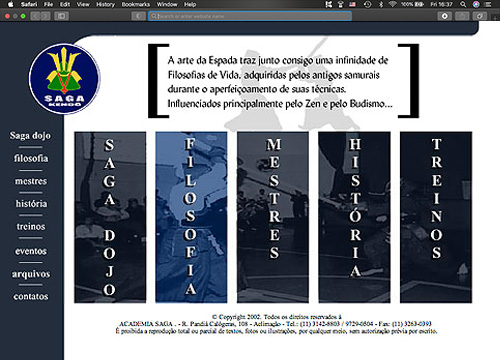 Safari File Edit View History Bookmarks Window Help
100% Fri 16:37
Search or enter website name
SAGA
KENDO
A arte da Espada traz junto consigo uma infinidade de
Filosofias de Vida, adquiridas pelos antigos samurais
durante o aperfeiçoamento de suas técnicas.
Influenciados principalmente pelo Zen e pelo Budismo...
Saga dojo
filosofia
mestres
história
treinos
eventos
arquivos
contatos
SAGA DOJO
FILOSOFIA
MESTRES
HISTÓRIA
TREINOS
© Copyright 2002. Todos os direitos reservados à
ACADEMIA SAGA . - R. Pandiá Calógeras, 108 - Aclimação - Tel.: (11) 3142-8803 / 9729-0504 - Fax: (11) 3263-0393
É proibida a reprodução total ou parcial de textos, fotos ou ilustrações, por qualquer meio, sem autorização prévia por escrito.